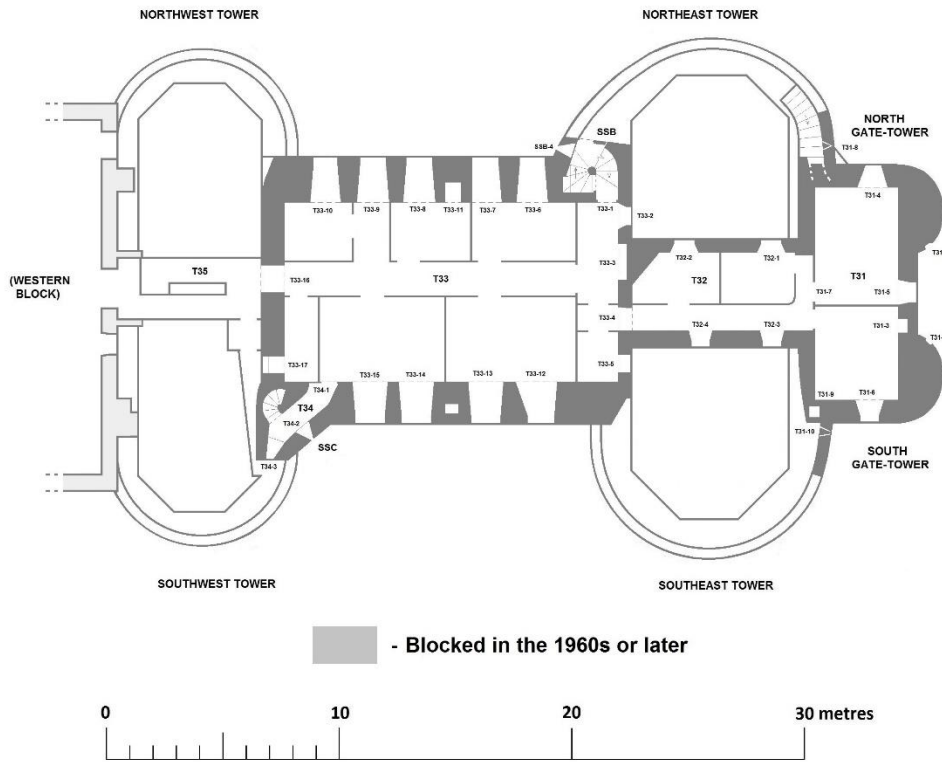 NORTHWEST TOWER
NORTHEAST TOWER
NORTH
GATE-TOWER
SSB
SSB-4
T31-8
T31-4
T33-10
T33-9
T33-8
T33-11
T33-7
T33-6
T33-1
T33-2
T33-3
T32-2
T32-1
T35
T33-16
T33
T32
T31
(WESTERN
BLOCK)
T31-7
T31-5
T33-4
T32-4
T32-3
T31-3
T33-17
T33-15
T33-14
T33-13
T33-12
T33-5
T34-1
T34
T34-2
T34-3
SSC
T31-9
T31-6
T31-10
SOUTH
GATE-TOWER
SOUTHWEST TOWER
SOUTHEAST TOWER
- Blocked in the 1960s or later
0 10 20 30 metres